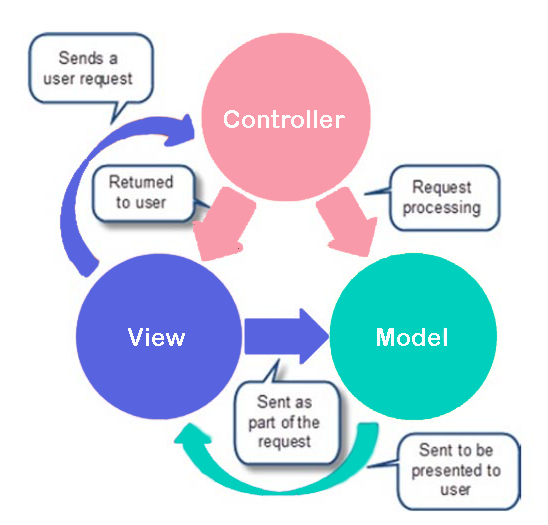 Sends a
user request
Controller
Returned
to user
Request
processing
View
Model
Sent as
part of the
request
Sent to be
presented to
user